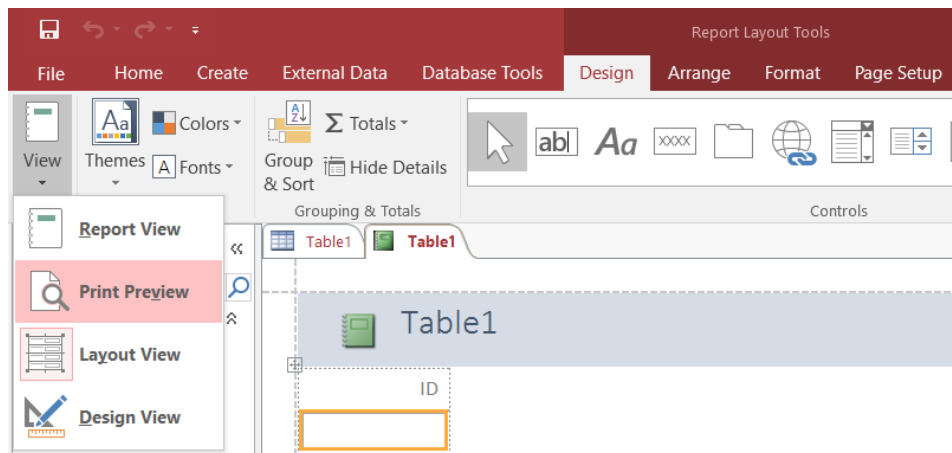 Report Layout Tools
File Home Create External Data Database Tools Design Arrange Format Page Setup
View
Aa
Themes
Colors
A Fonts
A
Z
Group
& Sort
Σ Totals
Hide Details
Grouping & Totals
ab
Aa
XXXX
Controls
Report View
Print Preview
Layout View
Design View
Table1 Table1
Table1
ID